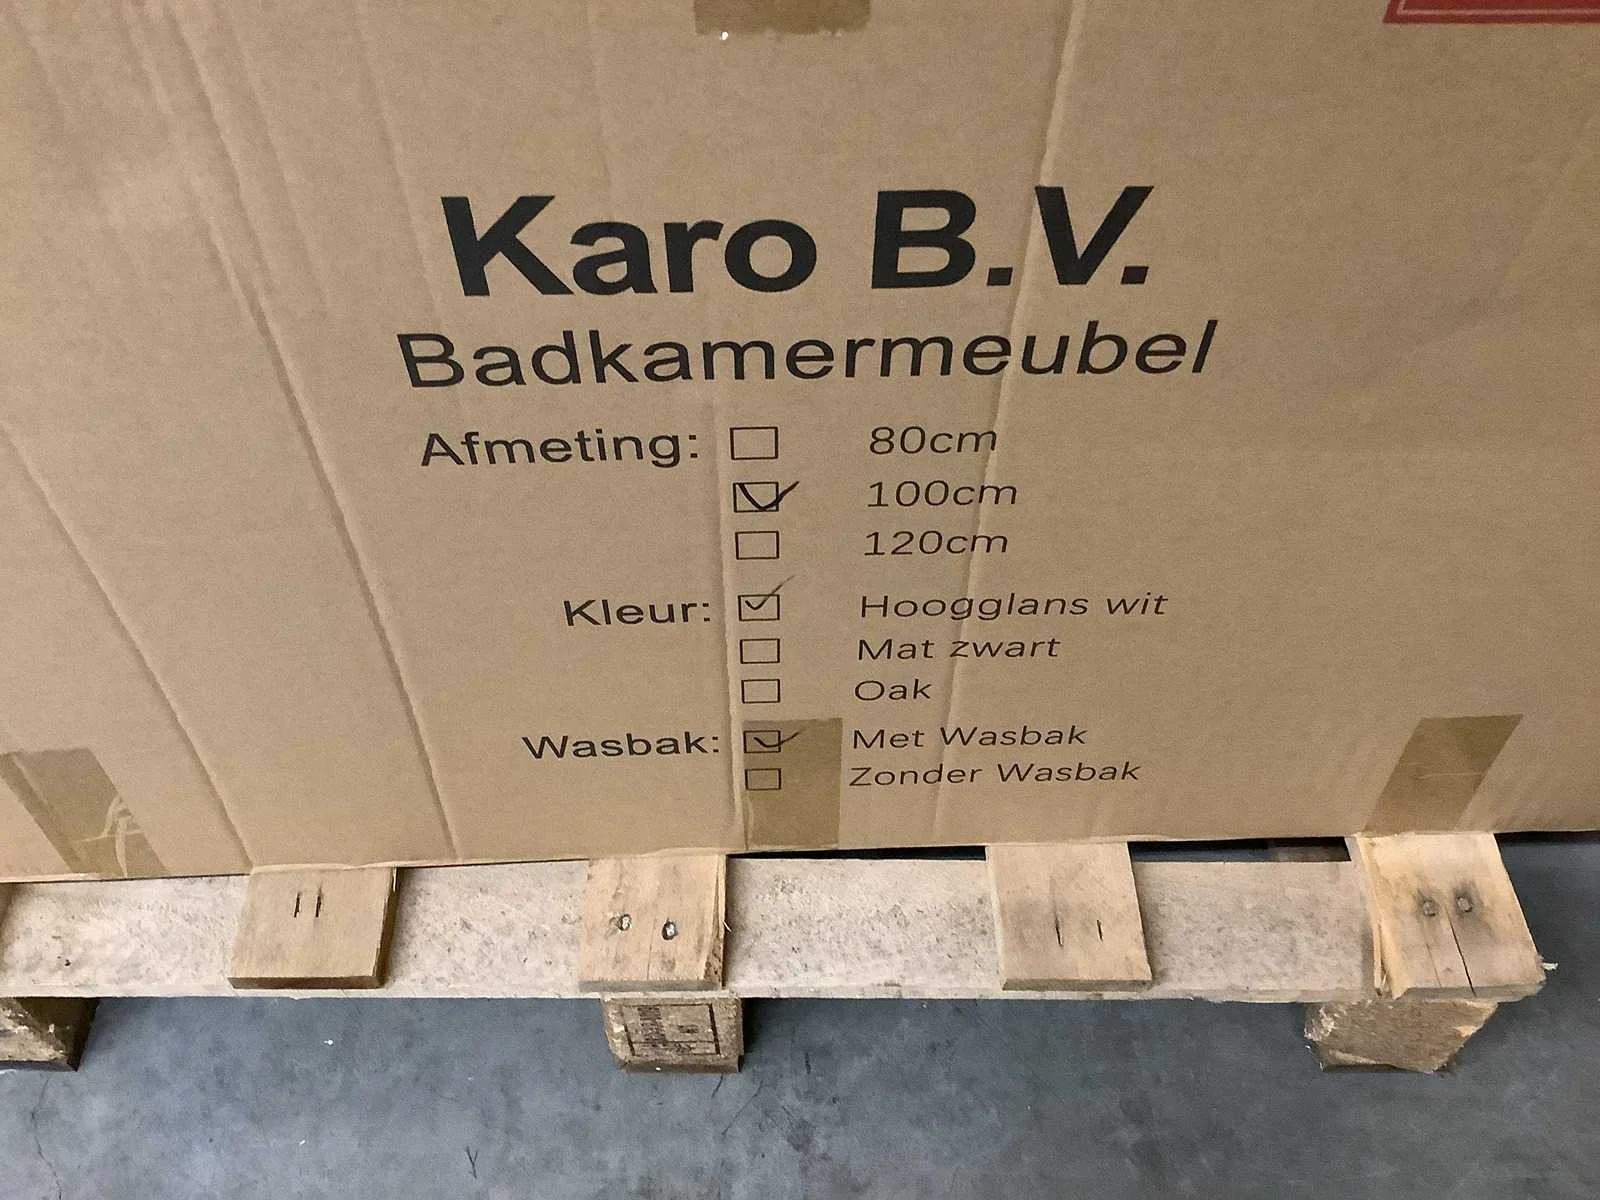 Karo B.V.
Badkamermeubel
Afmeting: 80cm
100cm
120cm
Kleur: Hoogglans wit
Mat zwart
Oak
Wasbak: Met Wasbak
Zonder Wasbak